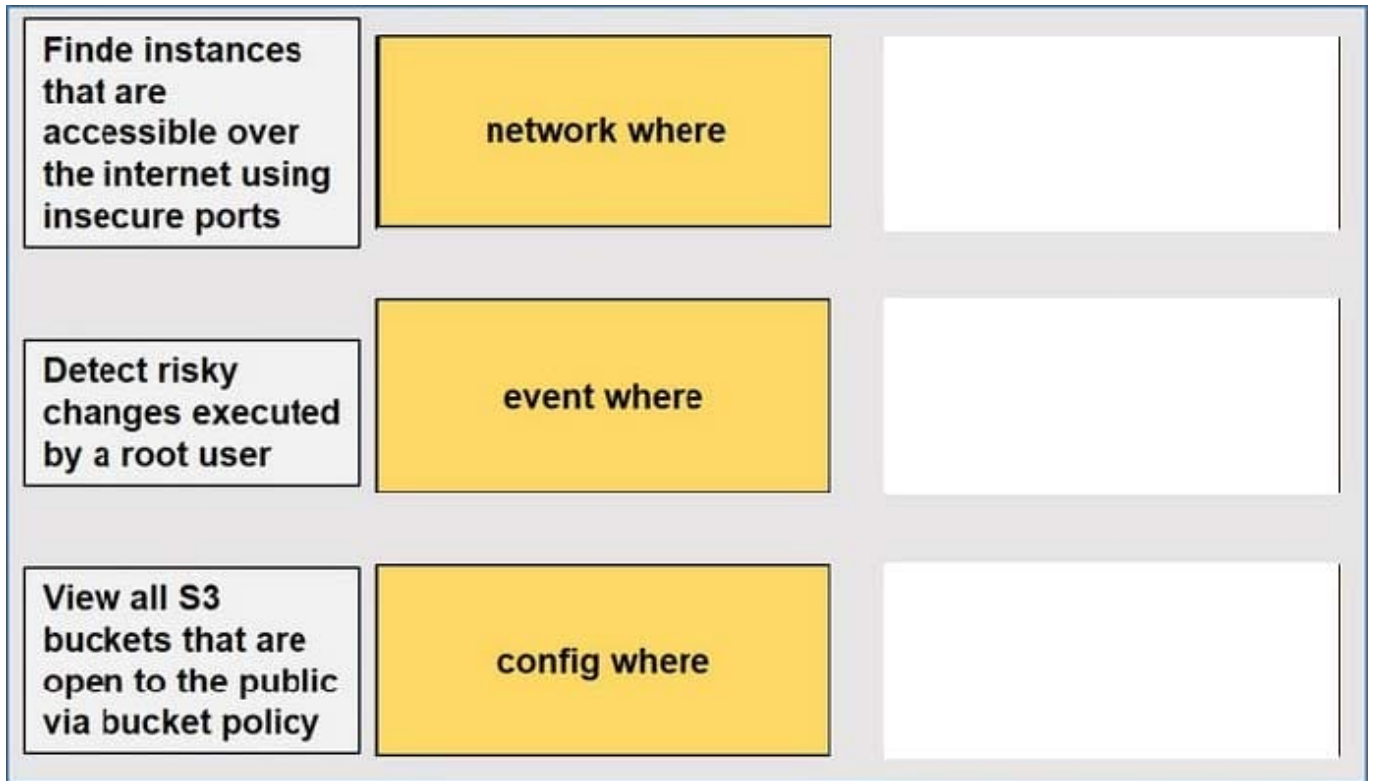 Finde instances
that are
accessible over
the internet using
insecure ports
network where
Detect risky
changes executed
by a root user
event where
View all S3
buckets that are
open to the public
via bucket policy
config where